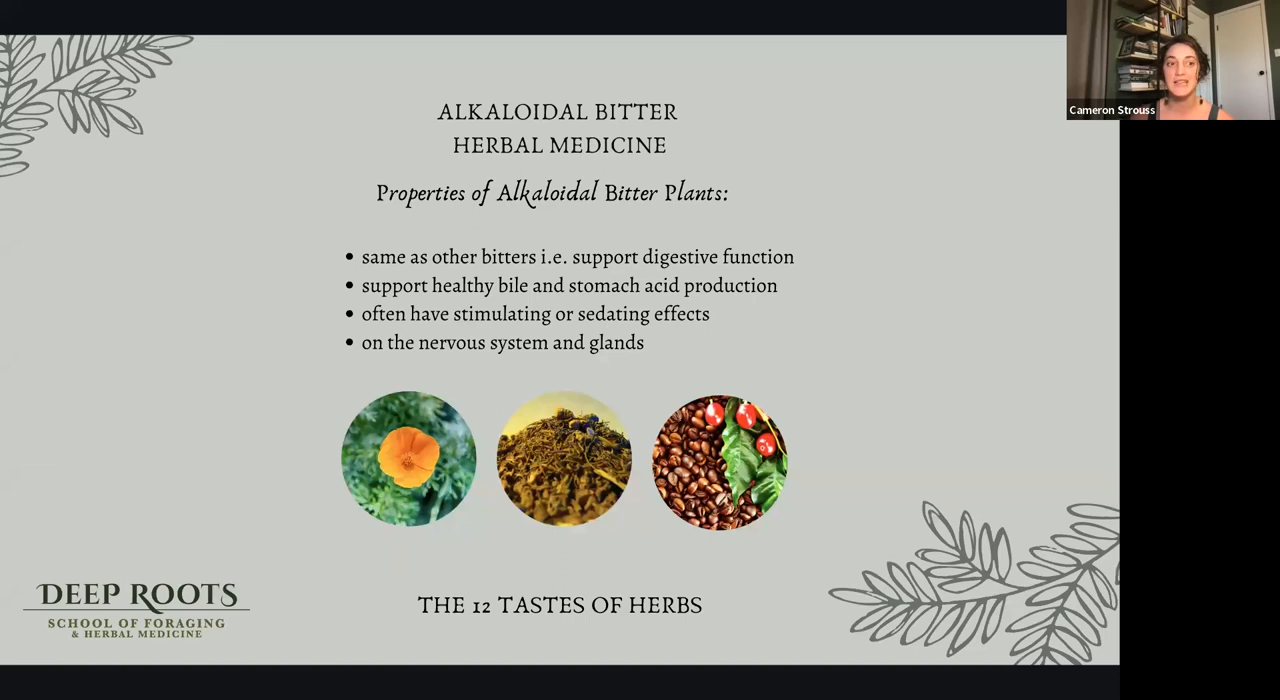 Cameron Strouss
ALKALOIDAL BITTER
HERBAL MEDICINE
Properties of Alkaloidal Bitter Plants:
• same as other bitters i.e. support digestive function
• support healthy bile and stomach acid production
• often have stimulating or sedating effects
• on the nervous system and glands
DEEP ROOTS
SCHOOL OF FORAGING
& HERBAL MEDICINE
THE 12 TASTES OF HERBS